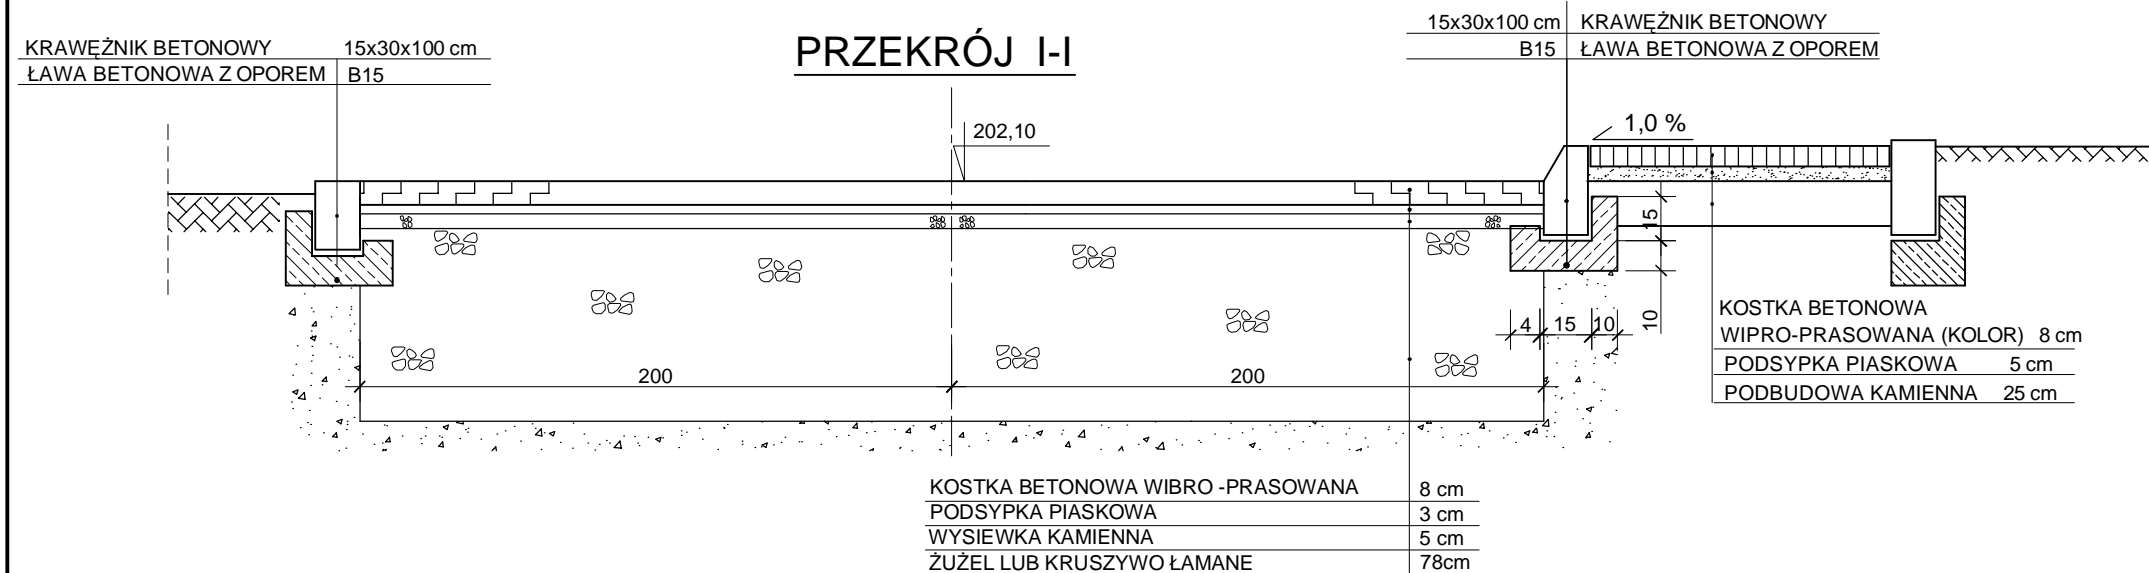 PRZEKRÓJ I-I
KRAWĘŻNIK BETONOWY 15x30x100 cm
ŁAWA BETONOWA Z OPOREM B15
15x30x100 cm KRAWĘŻNIK BETONOWY
B15 ŁAWA BETONOWA Z OPOREM
202,10
1,0 %
15
10
4 15 10
200 200
KOSTKA BETONOWA
WIPRO-PRASOWANA (KOLOR) 8 cm
PODSYPKA PIASKOWA 5 cm
PODBUDOWA KAMIENNA 25 cm
KOSTKA BETONOWA WIBRO -PRASOWANA 8 cm
PODSYPKA PIASKOWA 3 cm
WYSIEWKA KAMIENNA 5 cm
ŻUŻEL LUB KRUSZYWO ŁAMANE 78cm